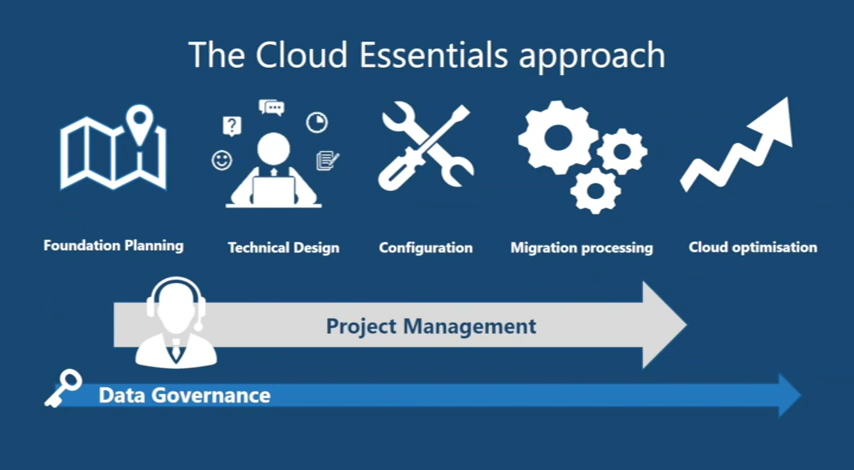 The Cloud Essentials approach
?
Foundation Planning
Technical Design
Configuration
Migration processing
Cloud optimisation
Project Management
Data Governance